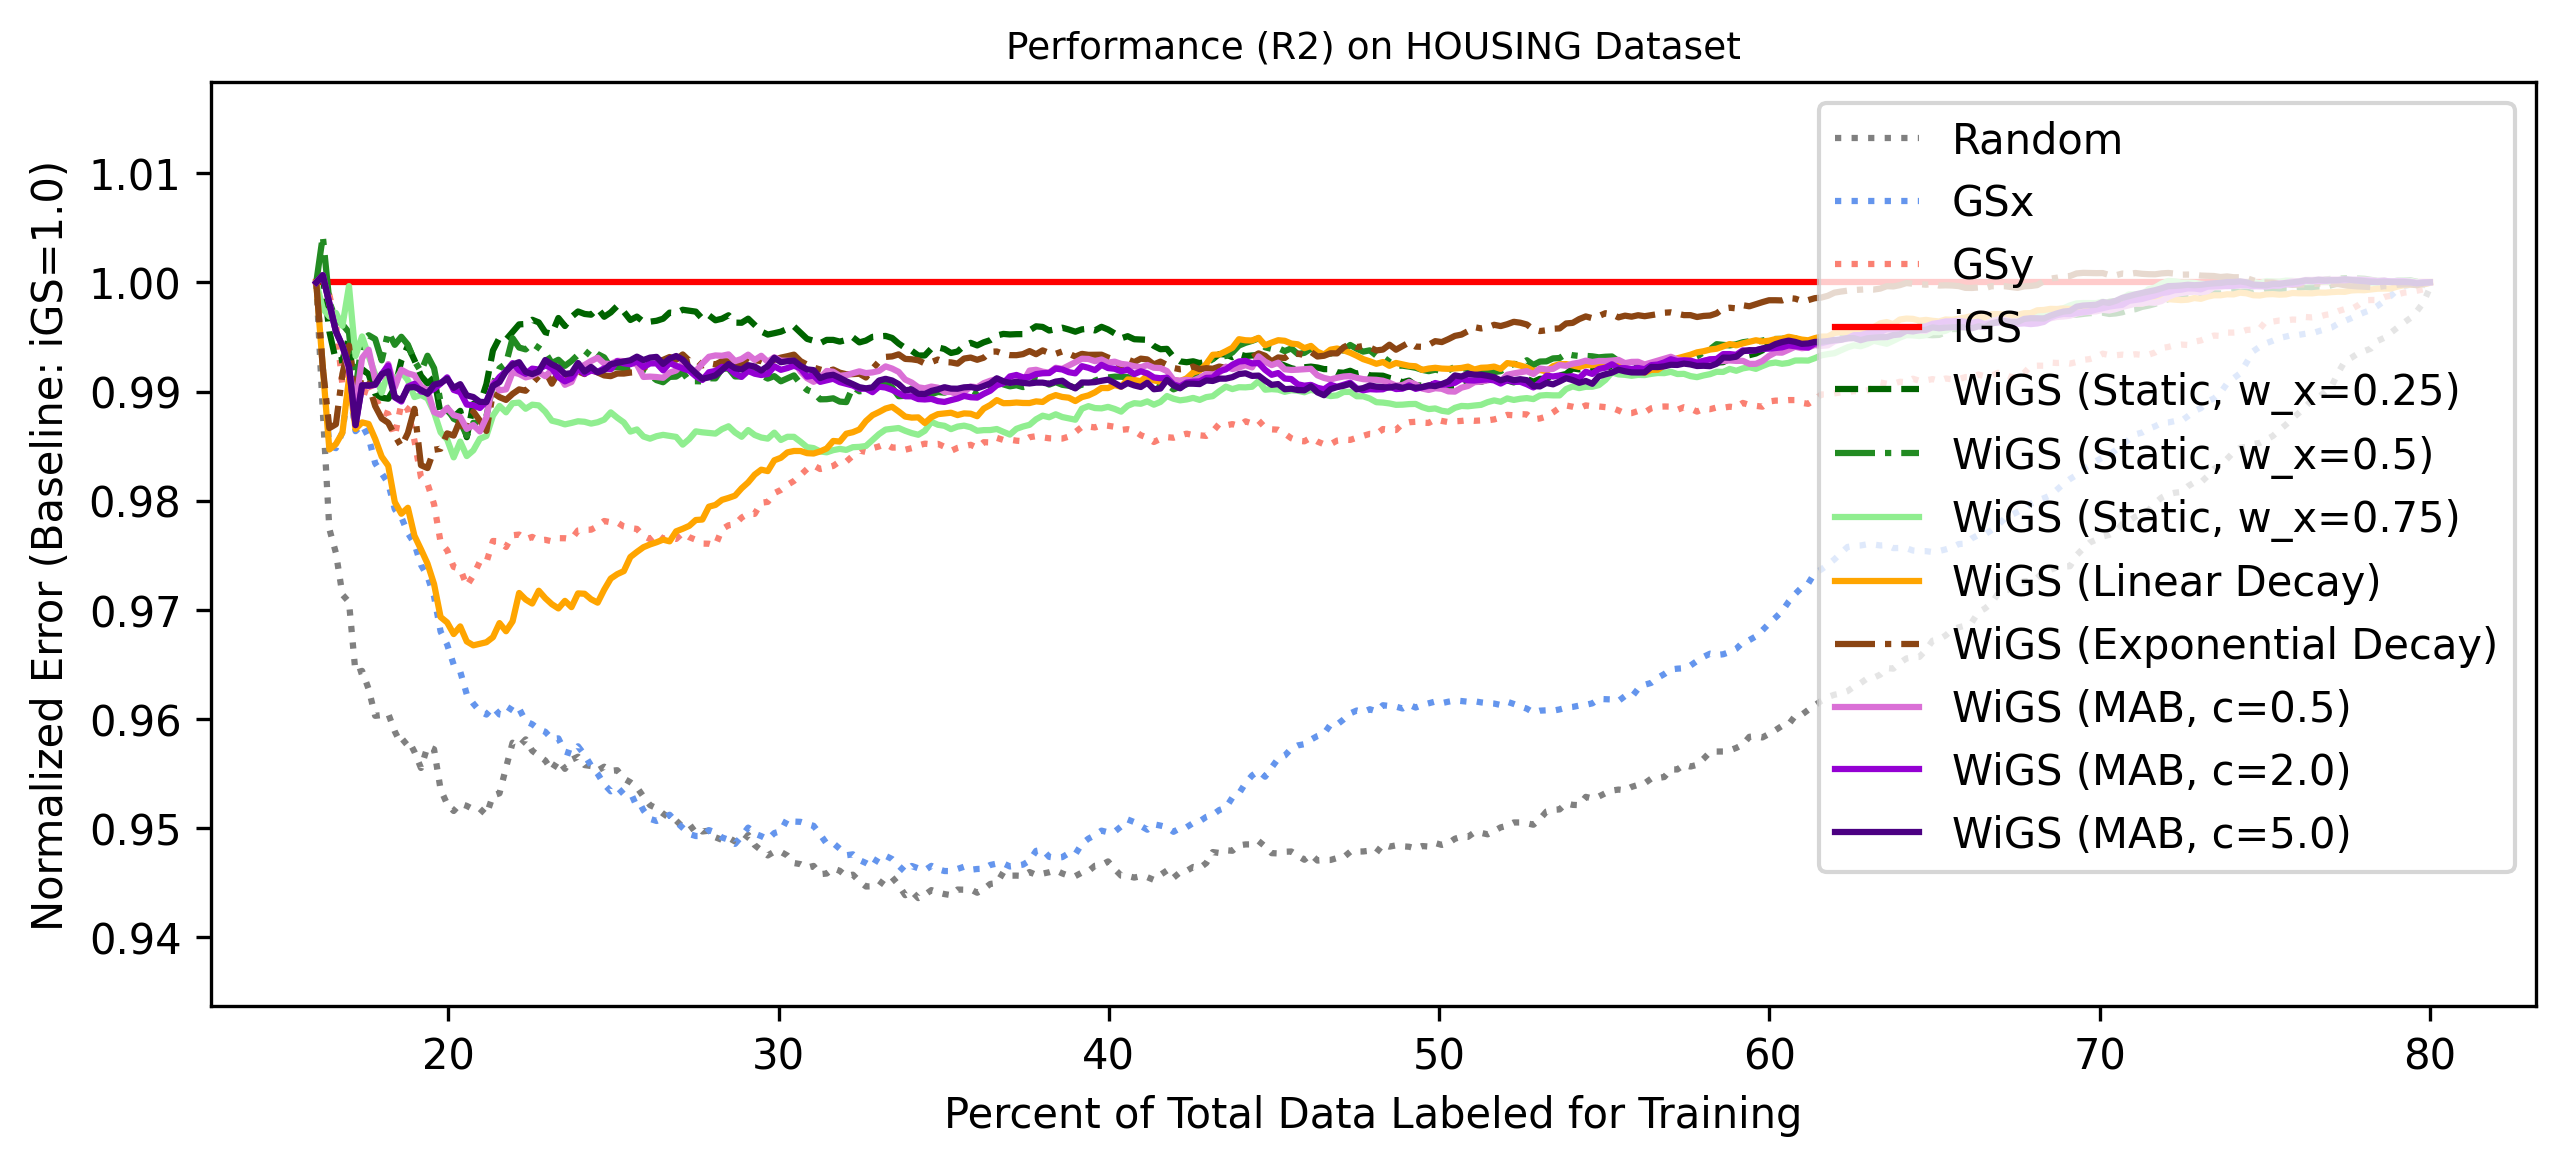 Performance (R2) on HOUSING Dataset
Normalized Error (Baseline: iGS=1.0)
1.01
1.00
0.99
0.98
0.97
0.96
0.95
0.94
Random
GSx
GSy
iGS
WiGS (Static, w_x=0.25)
WiGS (Static, w_x=0.5)
WiGS (Static, w_x=0.75)
WiGS (Linear Decay)
WiGS (Exponential Decay)
WiGS (MAB, c=0.5)
WiGS (MAB, c=2.0)
WiGS (MAB, c=5.0)
20 30 40 50 60 70 80
Percent of Total Data Labeled for Training